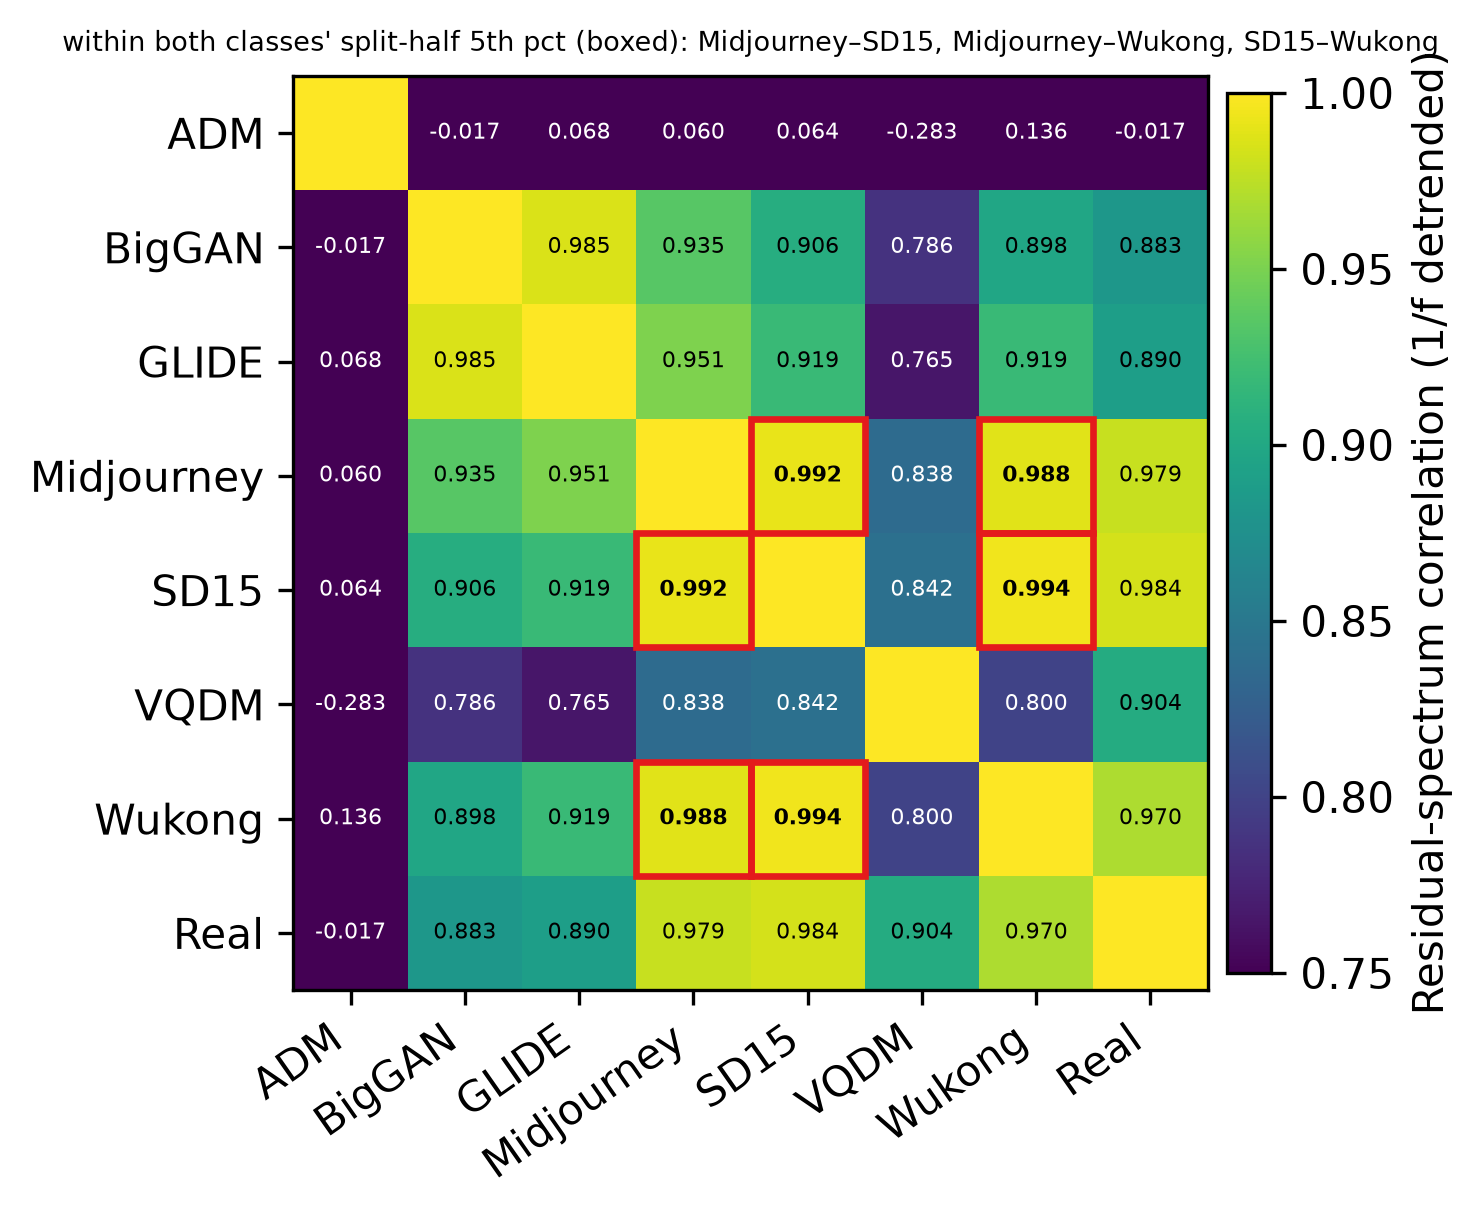 within both classes' split-half 5th pct (boxed): Midjourney–SD15, Midjourney–Wukong, SD15–Wukong
ADM -0.017 0.068 0.060 0.064 -0.283 0.136 -0.017
BigGAN -0.017 0.985 0.935 0.906 0.786 0.898 0.883
GLIDE 0.068 0.985 0.951 0.919 0.765 0.919 0.890
Midjourney 0.060 0.935 0.951 0.992 0.838 0.988 0.979
SD15 0.064 0.906 0.919 0.992 0.842 0.994 0.984
VQDM -0.283 0.786 0.765 0.838 0.842 0.800 0.904
Wukong 0.136 0.898 0.919 0.988 0.994 0.800 0.970
Real -0.017 0.883 0.890 0.979 0.984 0.904 0.970
ADM BigGAN GLIDE Midjourney SD15 VQDM Wukong Real
1.00
0.95
0.90
0.85
0.80
0.75
Residual-spectrum correlation (1/f detrended)